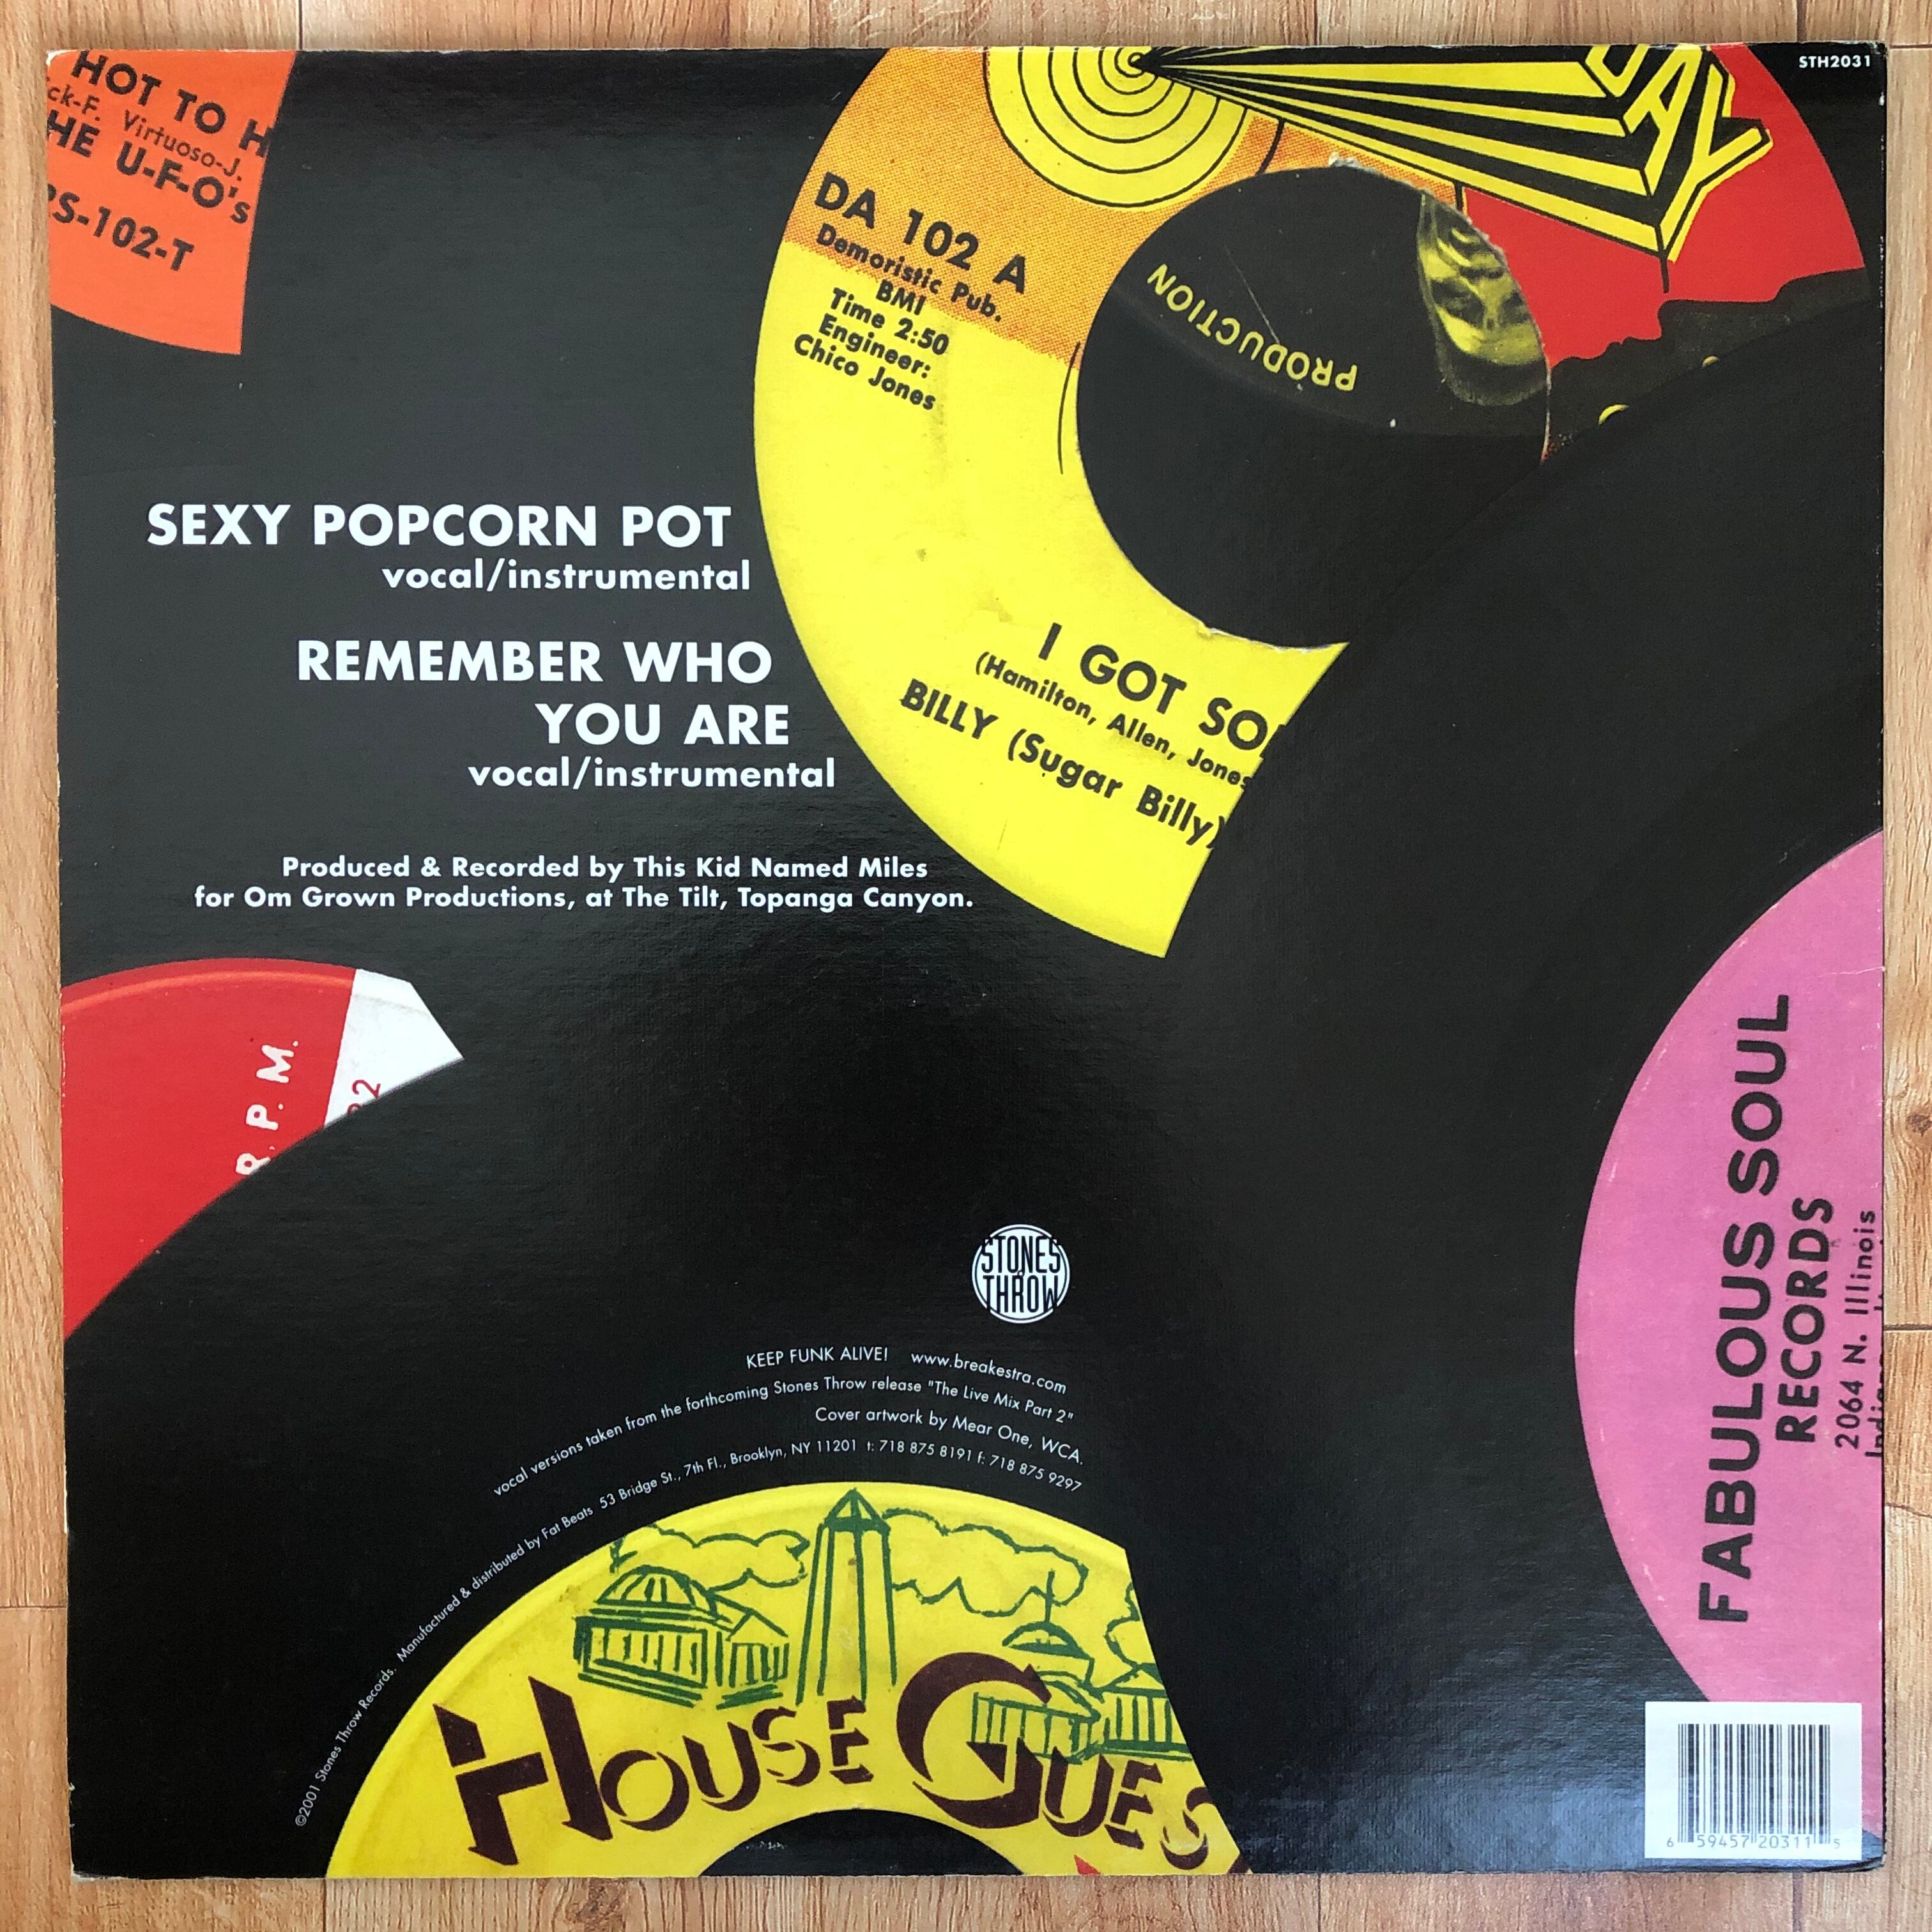 HOT TO H
ck-F. Virtuoso-J.
HE U-F-O's
PS-102-T
STH2031
DAY
DA 102 A
Demoristic Pub.
BMI
Time 2:50
Engineer:
Chico Jones
PRODUCTION
I GOT SO
(Hamilton, Allen, Jones
BILLY (Sugar Billy)
SEXY POPCORN POT
vocal/instrumental
REMEMBER WHO
YOU ARE
vocal/instrumental
Produced & Recorded by This Kid Named Miles
for Om Grown Productions, at The Tilt, Topanga Canyon.
R. P. M.
32
FABULOUS SOUL
RECORDS
2064 N. Illinois
STONES
THROW
KEEP FUNK ALIVE! www.breakestra.com
vocal versions taken from the forthcoming Stones Throw release "The Live Mix Part 2"
Cover artwork by Mear One, WCA.
©2001 Stones Throw Records. Manufactured & distributed by Fat Beats 53 Bridge St., 7th Fl., Brooklyn, NY 11201 t: 718 875 8191 f: 718 875 9297
HOUSE GUES
6 59457 20311 5